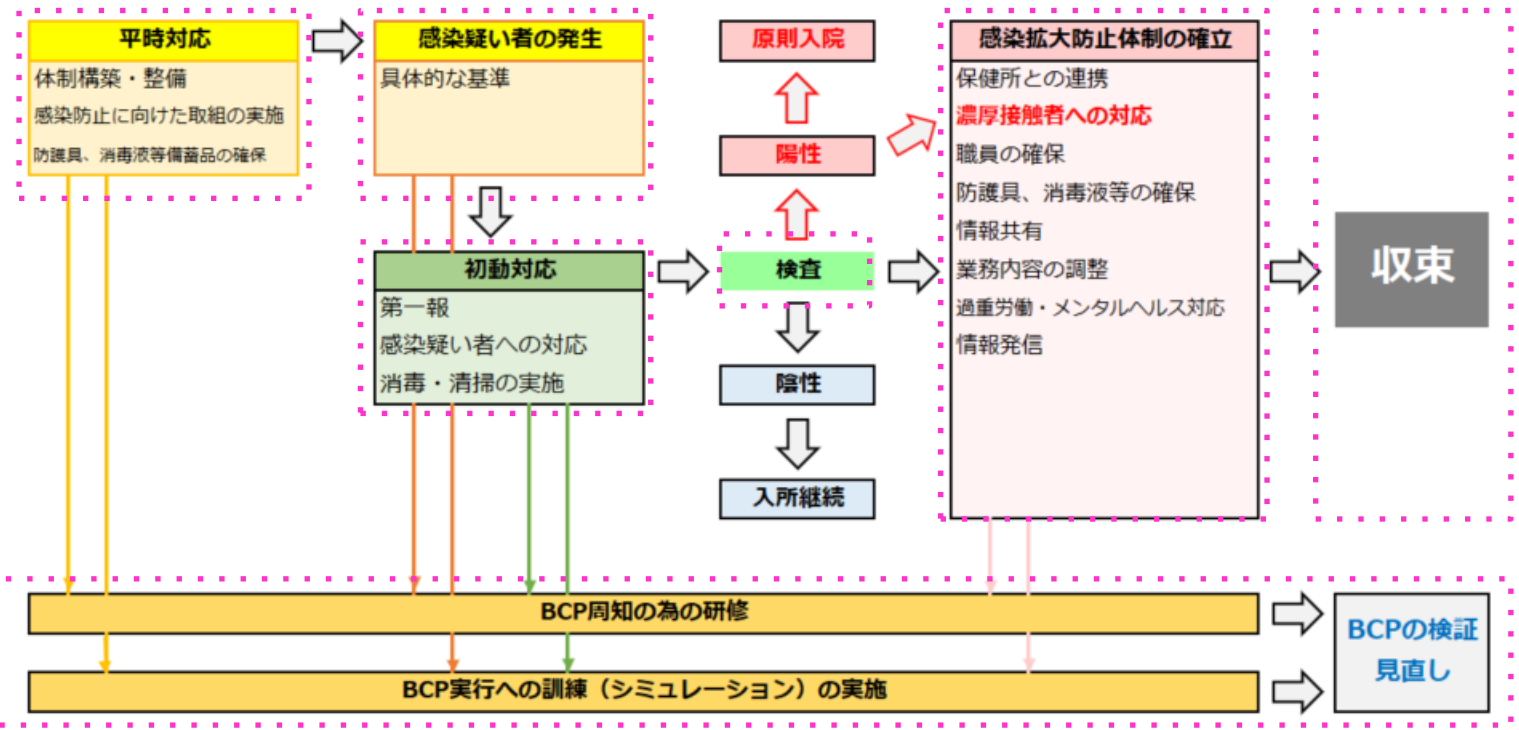 平時対応
体制構築・整備
感染防止に向けた取組の実施
防護具、消毒液等備蓄品の確保
感染疑い者の発生
具体的な基準
初動対応
第一報
感染疑い者への対応
消毒・清掃の実施
原則入院
陽性
検査
陰性
入所継続
感染拡大防止体制の確立
保健所との連携
濃厚接触者への対応
職員の確保
防護具、消毒液等の確保
情報共有
業務内容の調整
過重労働・メンタルヘルス対応
情報発信
収束
BCP周知の為の研修
BCP実行への訓練（シミュレーション）の実施
BCPの検証
見直し